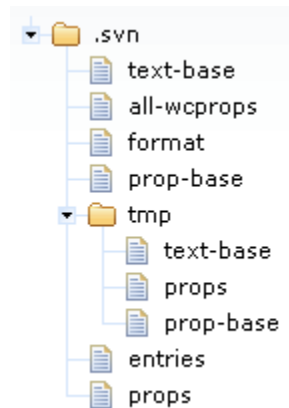 .svn
text-base
all-wcprops
format
prop-base
tmp
text-base
props
prop-base
entries
props